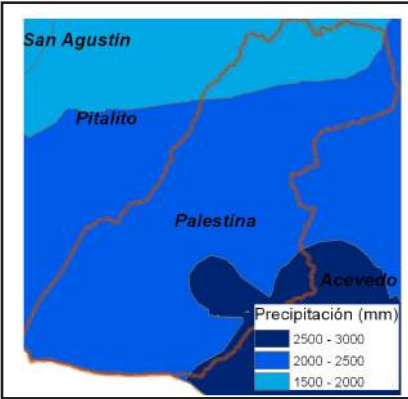 San Agustín
Pitalito
Palestina
Acevedo
Precipitación (mm)
2500 - 3000
2000 - 2500
1500 - 2000